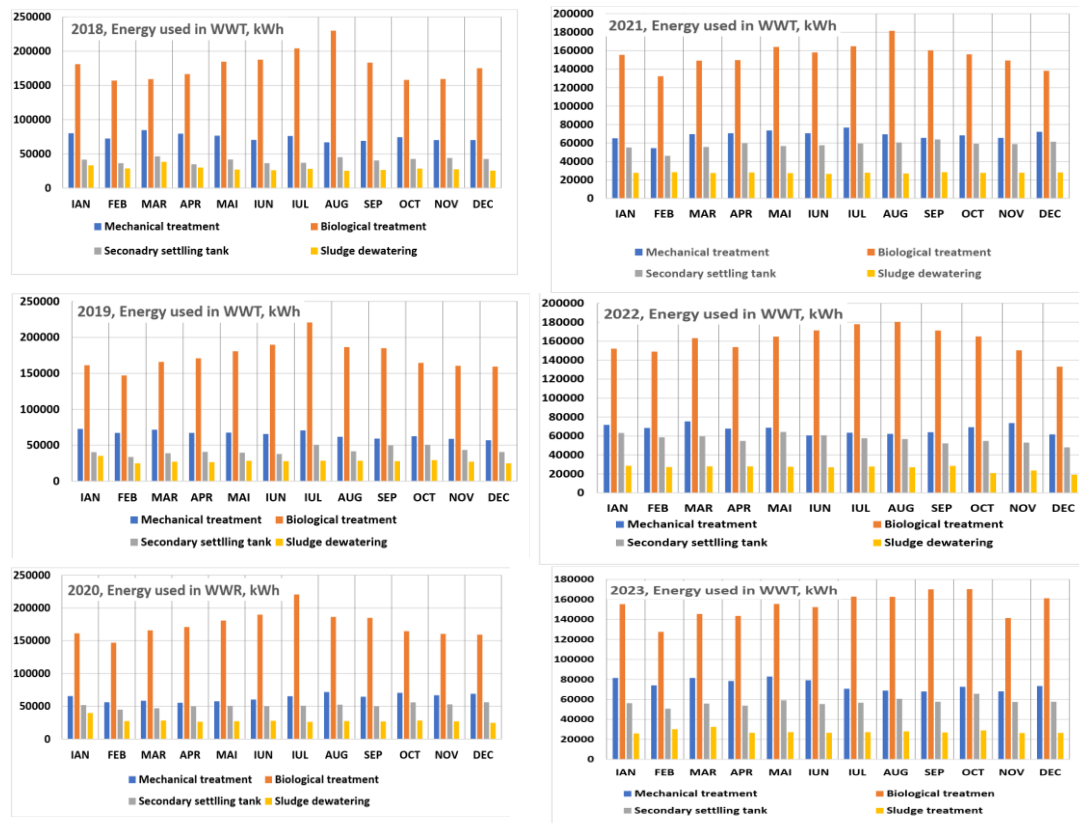 2018, Energy used in WWT, kWh
250000
200000
150000
100000
50000
0
IAN FEB MAR APR MAI IUN IUL AUG SEP OCT NOV DEC
Mechanical treatment Biological treatment
Seconadry settlling tank Sludge dewatering
2021, Energy used in WWT, kWh
200000
180000
160000
140000
120000
100000
80000
60000
40000
20000
0
IAN FEB MAR APR MAI IUN IUL AUG SEP OCT NOV DEC
Mechanical treatment Biological treatment
Secondary settlling tank Sludge dewatering
2019, Energy used in WWT, kWh
250000
200000
150000
100000
50000
0
IAN FEB MAR APR MAI IUN IUL AUG SEP OCT NOV DEC
Mechanical treatment Biological treatment
Secondary settlling tank Sludge dewatering
2022, Energy used in WWT, kWh
200000
180000
160000
140000
120000
100000
80000
60000
40000
20000
0
IAN FEB MAR APR MAI IUN IUL AUG SEP OCT NOV DEC
Mechanical treatment Biological treatment
Secondary settlling tank Sludge dewatering
2020, Energy used in WWR, kWh
250000
200000
150000
100000
50000
0
IAN FEB MAR APR MAI IUN IUL AUG SEP OCT NOV DEC
Mechanical treatment Biological treatment
Secondary settlling tank Sludge dewatering
2023, Energy used in WWT, kWh
180000
160000
140000
120000
100000
80000
60000
40000
20000
0
IAN FEB MAR APR MAI IUN IUL AUG SEP OCT NOV DEC
Mechanical treatment Biological treatmen
Secondary settlling tank Sludge treatment